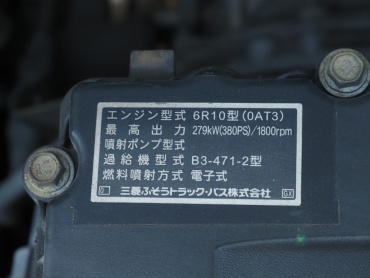 エンジン型式 6R10型(0AT3)
最高出力 279kW(380PS)/1800rpm
噴射ポンプ型式
過給機型式 B3-471-2型
燃料噴射方式 電子式
三菱ふそうトラック・バス株式会社